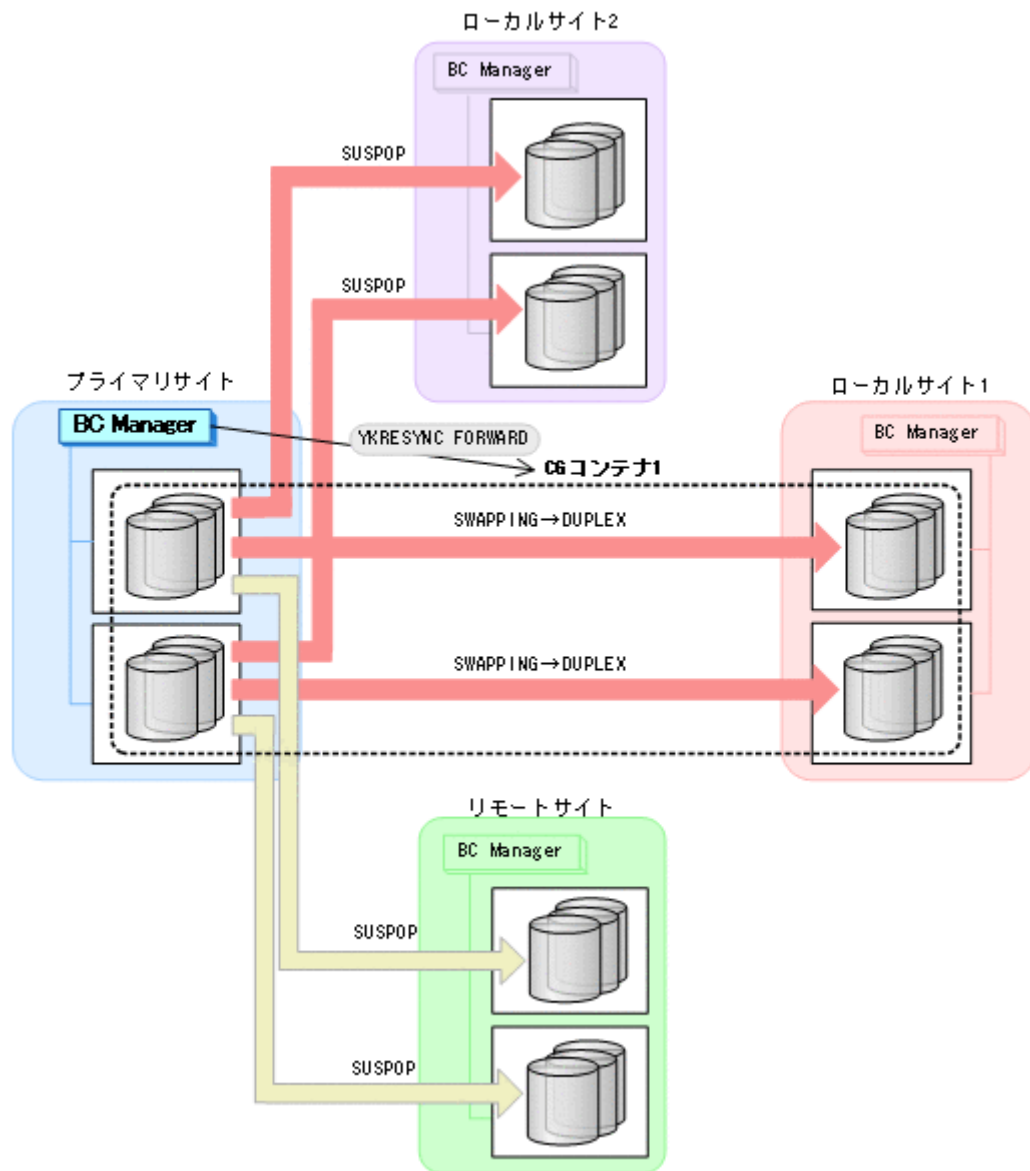 ローカルサイト2
BC Manager
SUSPOP
SUSPOP
プライマリサイト
ローカルサイト1
BC Manager
BC Manager
YKRESYNC FORWARD
CGコンテナ1
SWAPPING→DUPLEX
SWAPPING→DUPLEX
リモートサイト
BC Manager
SUSPOP
SUSPOP